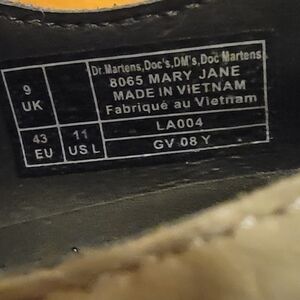 Dr.Martens,Doc's,DM's,Doc Martens
9 UK
8065 MARY JANE
MADE IN VIETNAM
Fabriqué au Vietnam
43 EU
11 US L
LA004
GV 08 Y